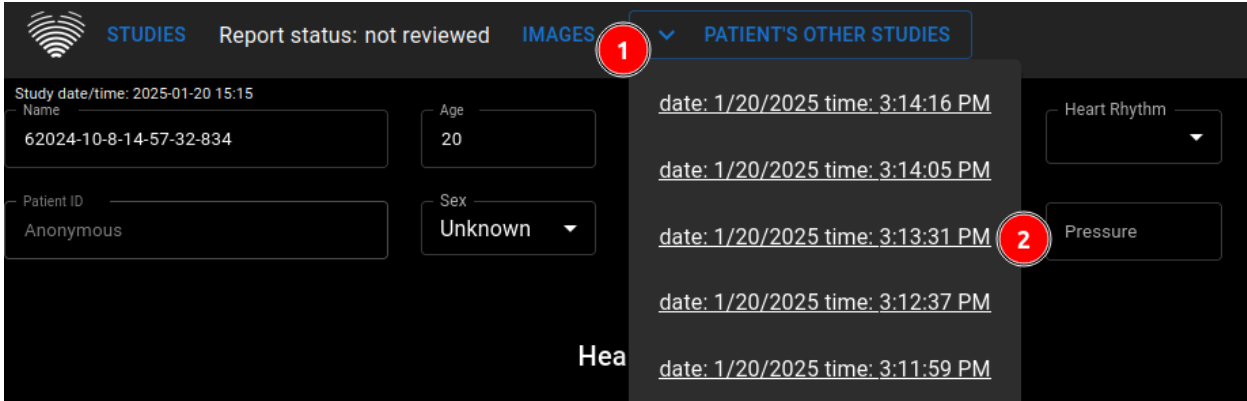 STUDIES Report status: not reviewed IMAGES 1 PATIENT'S OTHER STUDIES
Study date/time: 2025-01-20 15:15
Name
62024-10-8-14-57-32-834
Age
20
date: 1/20/2025 time: 3:14:16 PM
Heart Rhythm
date: 1/20/2025 time: 3:14:05 PM
Patient ID
Anonymous
Sex
Unknown
date: 1/20/2025 time: 3:13:31 PM
2
Pressure
date: 1/20/2025 time: 3:12:37 PM
Hea
date: 1/20/2025 time: 3:11:59 PM